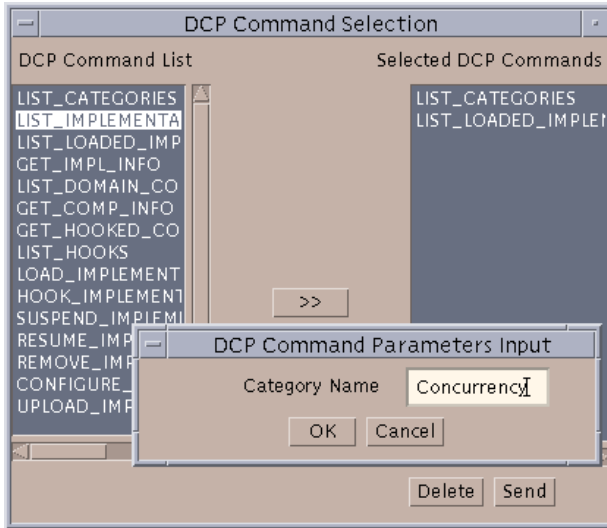 DCP Command Selection
DCP Command List
Selected DCP Commands
LIST_CATEGORIES
LIST_IMPLEMENTA
LIST_LOADED_IMP
GET_IMPL_INFO
LIST_DOMAIN_CO
GET_COMP_INFO
GET_HOOKED_CO
LIST_HOOKS
LOAD_IMPLEMENT
HOOK_IMPLEMENT
SUSPEND_IMPLEMI
RESUME_IMP
REMOVE_IMP
CONFIGURE_
UPLOAD_IMP
LIST_CATEGORIES
LIST_LOADED_IMPLEM
>>
DCP Command Parameters Input
Category Name
Concurrency
OK
Cancel
Delete
Send